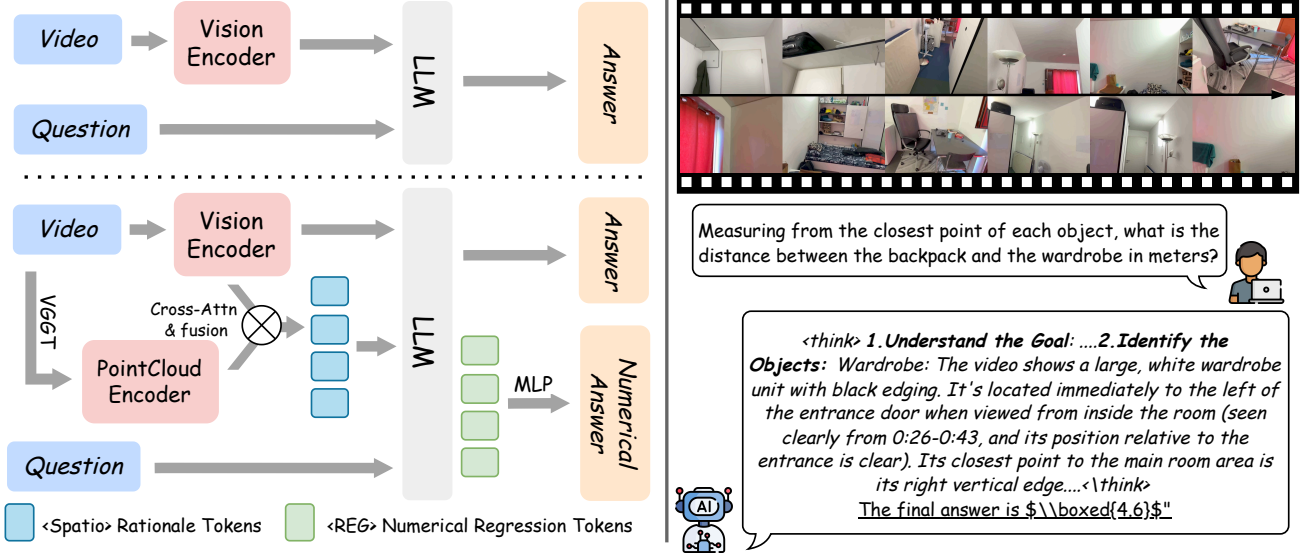 Video
Vision
Encoder
LLM
Answer
Question
Video
Vision
Encoder
Answer
VGGT
Cross-Attn
& fusion
PointCloud
Encoder
LLM
MLP
Numerical
Answer
Question
<Spatio> Rationale Tokens
<REG> Numerical Regression Tokens
Measuring from the closest point of each object, what is the
distance between the backpack and the wardrobe in meters?
<think> 1.Understand the Goal: ....2.Identify the
Objects: Wardrobe: The video shows a large, white wardrobe
unit with black edging. It's located immediately to the left of
the entrance door when viewed from inside the room (seen
clearly from 0:26-0:43, and its position relative to the
entrance is clear). Its closest point to the main room area is
its right vertical edge....<\think>
The final answer is $\\boxed{4.6}$"
AI